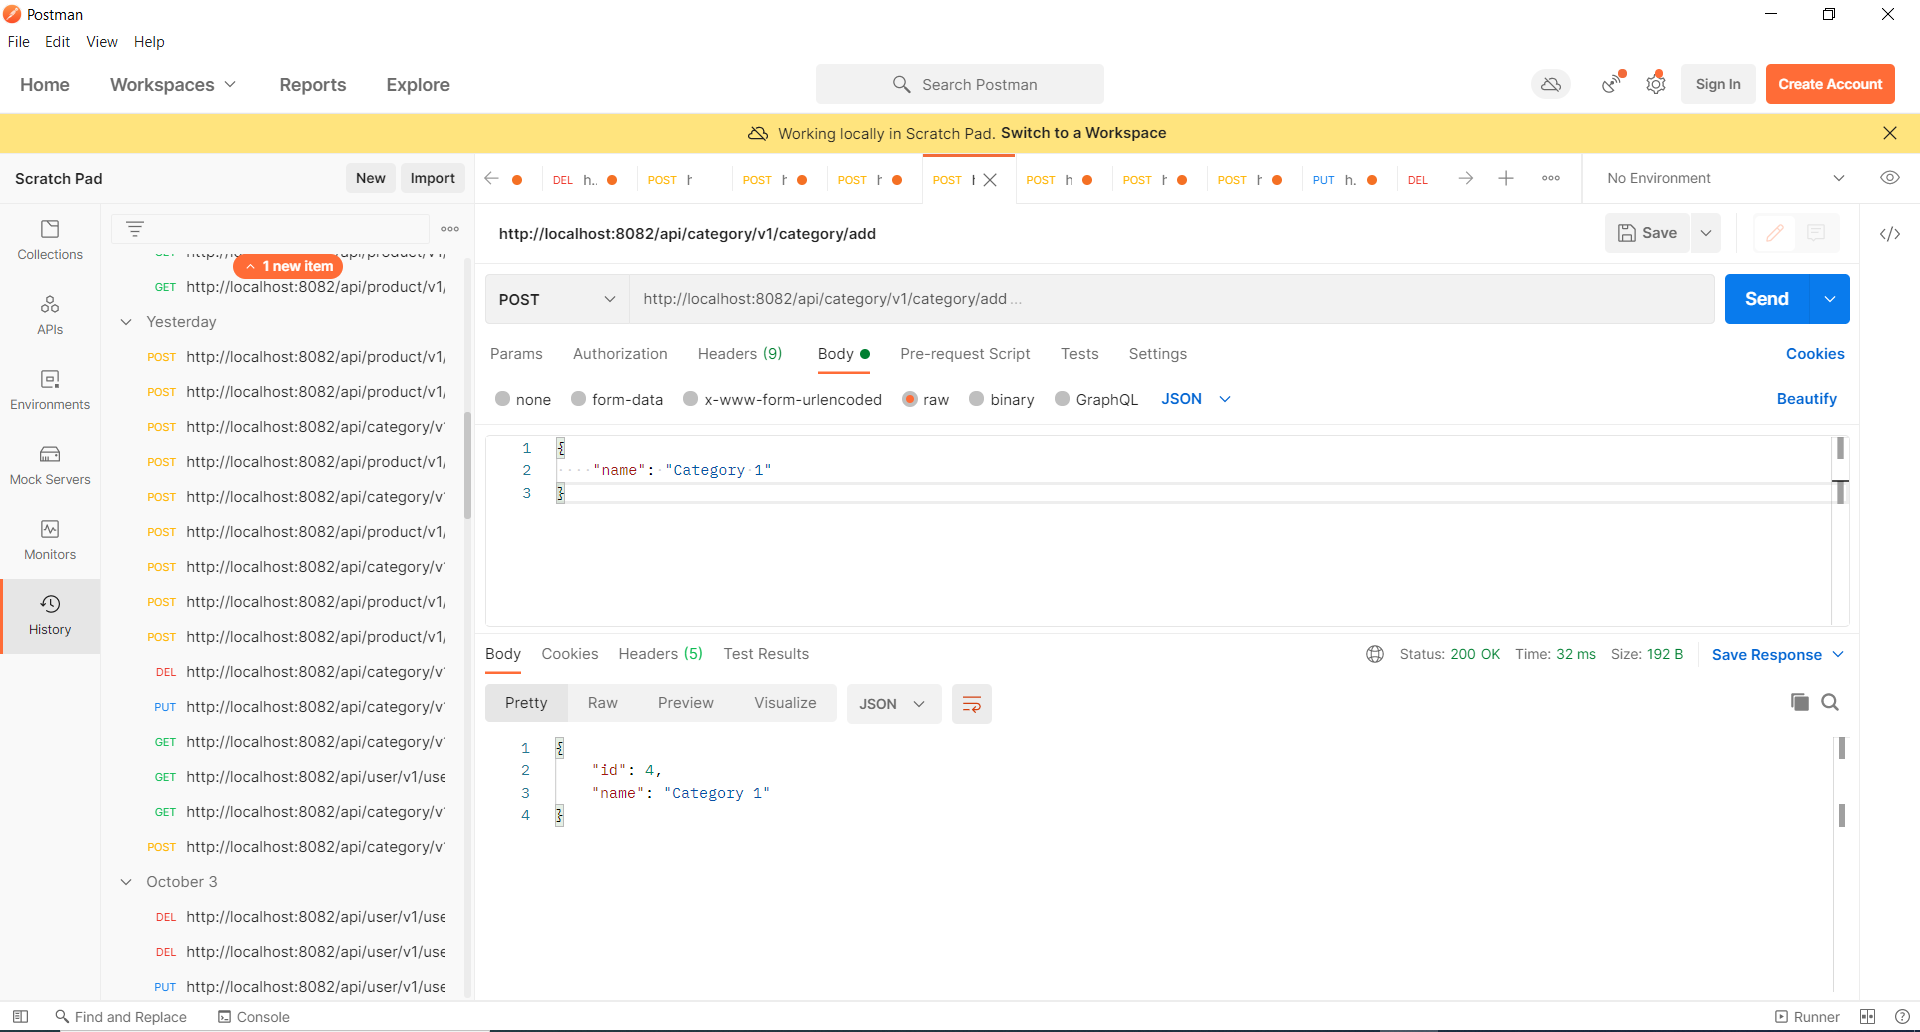 Postman
File Edit View Help
Home Workspaces Reports Explore Search Postman Sign In Create Account
Working locally in Scratch Pad. Switch to a Workspace
Scratch Pad New Import
DEL h.. POST POST POST POST POST POST POST PUT h. DEL No Environment
Collections
APIs
Environments
Mock Servers
Monitors
History
1 new item
GET http://localhost:8082/api/product/v1/
Yesterday
POST http://localhost:8082/api/product/v1/
POST http://localhost:8082/api/product/v1/
POST http://localhost:8082/api/category/v
POST http://localhost:8082/api/product/v1/
POST http://localhost:8082/api/category/v
POST http://localhost:8082/api/product/v1/
POST http://localhost:8082/api/category/v
POST http://localhost:8082/api/product/v1/
POST http://localhost:8082/api/product/v1/
DEL http://localhost:8082/api/category/v
PUT http://localhost:8082/api/category/v
GET http://localhost:8082/api/category/v
GET http://localhost:8082/api/user/v1/use
GET http://localhost:8082/api/category/v
POST http://localhost:8082/api/category/v
October 3
DEL http://localhost:8082/api/user/v1/use
DEL http://localhost:8082/api/user/v1/use
PUT http://localhost:8082/api/user/v1/use
http://localhost:8082/api/category/v1/category/add Save
POST http://localhost:8082/api/category/v1/category/add ... Send
Params Authorization Headers (9) Body Pre-request Script Tests Settings Cookies
none form-data x-www-form-urlencoded raw binary GraphQL JSON Beautify
1 {
2 "name": "Category 1"
3 }
Body Cookies Headers (5) Test Results Status: 200 OK Time: 32 ms Size: 192 B Save Response
Pretty Raw Preview Visualize JSON
1 {
2 "id": 4,
3 "name": "Category 1"
4 }
Find and Replace Console Runner